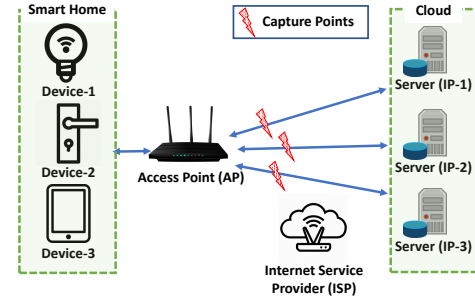 Smart Home
Capture Points
Cloud
Device-1
Server (IP-1)
Device-2
Access Point (AP)
Server (IP-2)
Device-3
Server (IP-3)
Internet Service
Provider (ISP)